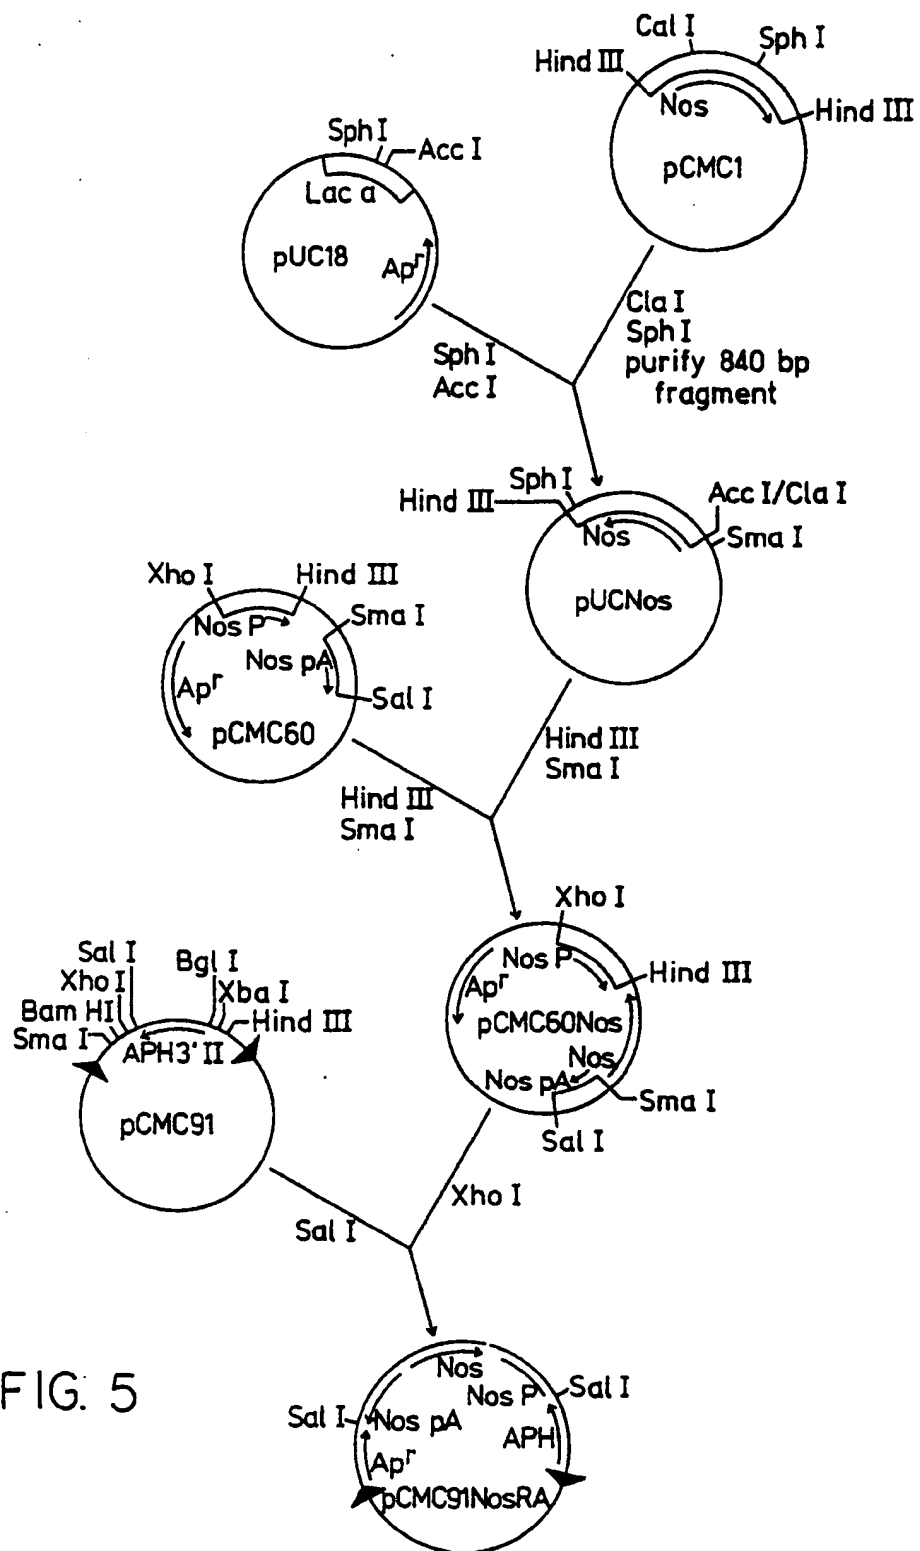 Cal I
Sph I
Hind III
Nos
Hind III
pCMC1
Sph I
Acc I
Lac a
pUC18
Apr
Cla I
Sph I
purify 840 bp
fragment
Sph I
Acc I
Sph I
Hind III
Acc I/Cla I
Nos
Sma I
pUCNos
Xho I
Hind III
Sma I
Nos P
Nos pA
Apr
Sal I
pCMC60
Hind III
Sma I
Hind III
Sma I
Xho I
Nos P
Hind III
Apr
pCMC60Nos
Nos
Nos pA
Sma I
Sal I
Sal I
Bgl I
Xho I
Xba I
Bam HI
Hind III
Sma I
APH3' II
pCMC91
Xho I
Sal I
FIG. 5
Nos
Nos P
Sal I
Sal I
Nos pA
APH
Apr
pCMC91NosRA